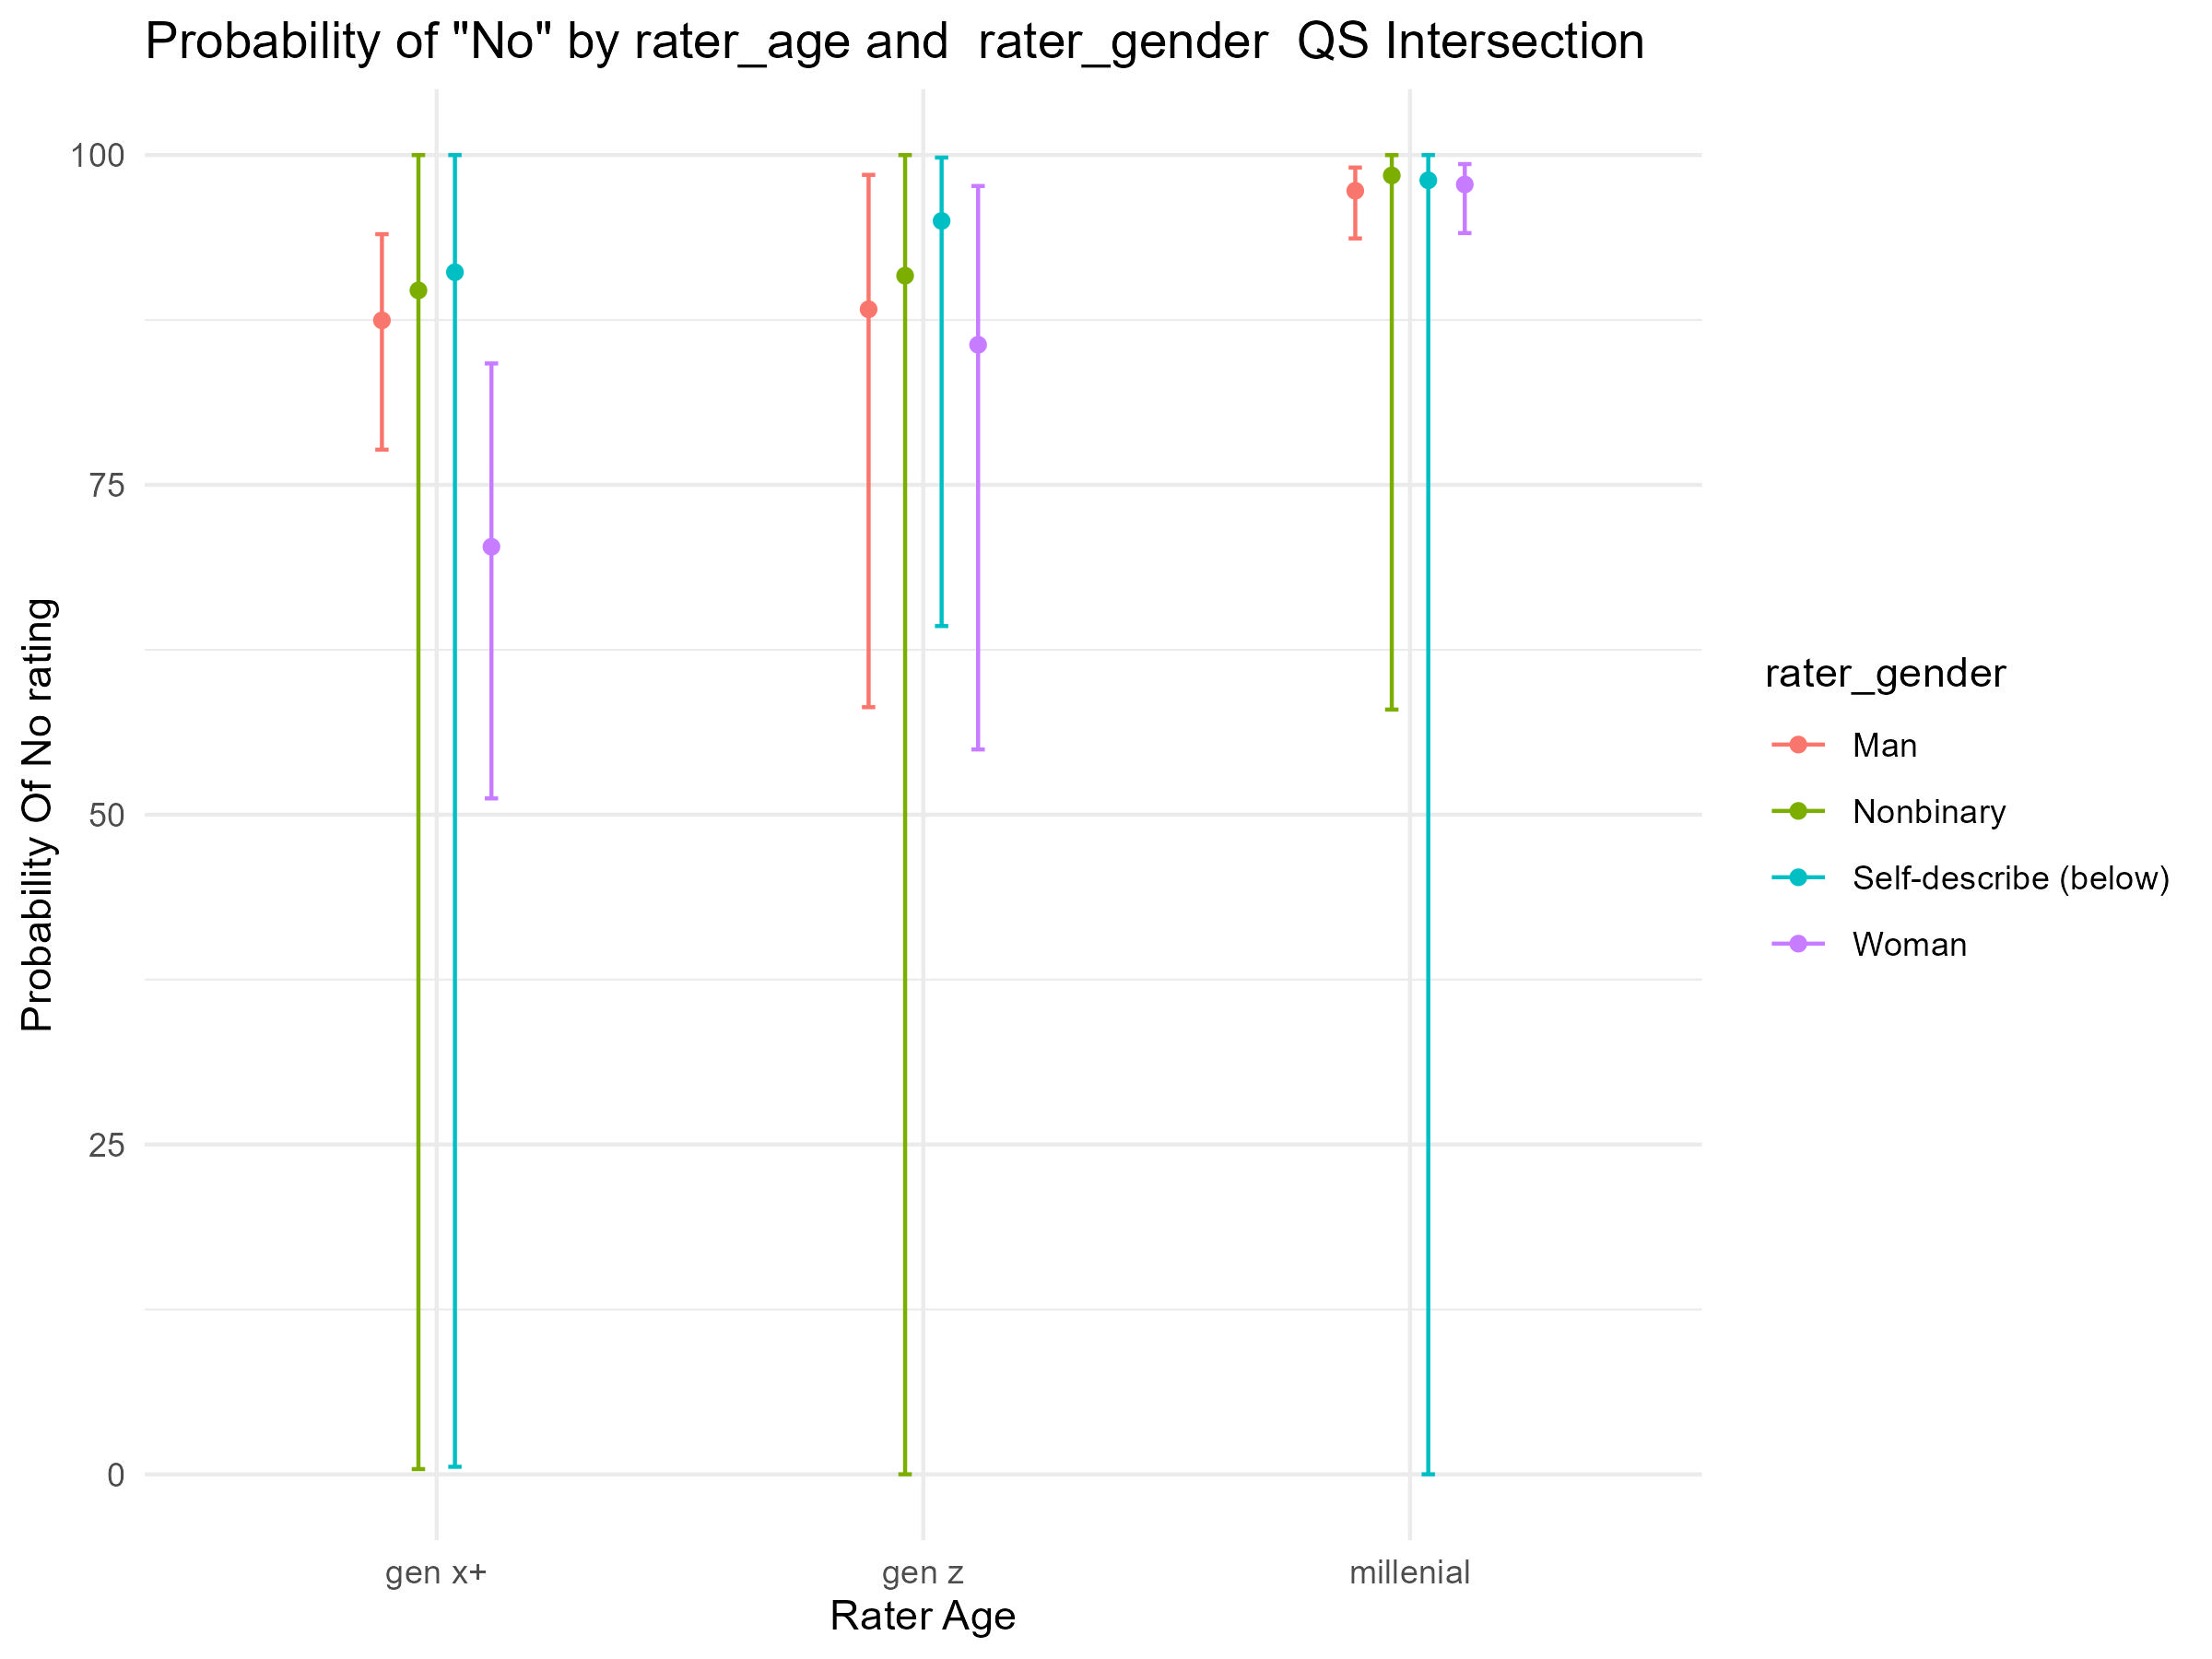 Probability of "No" by rater_age and  rater_gender  QS Intersection
100
75
50
25
0
Probability Of No rating
gen x+
gen z
millenial
Rater Age
rater_gender
Man
Nonbinary
Self-describe (below)
Woman